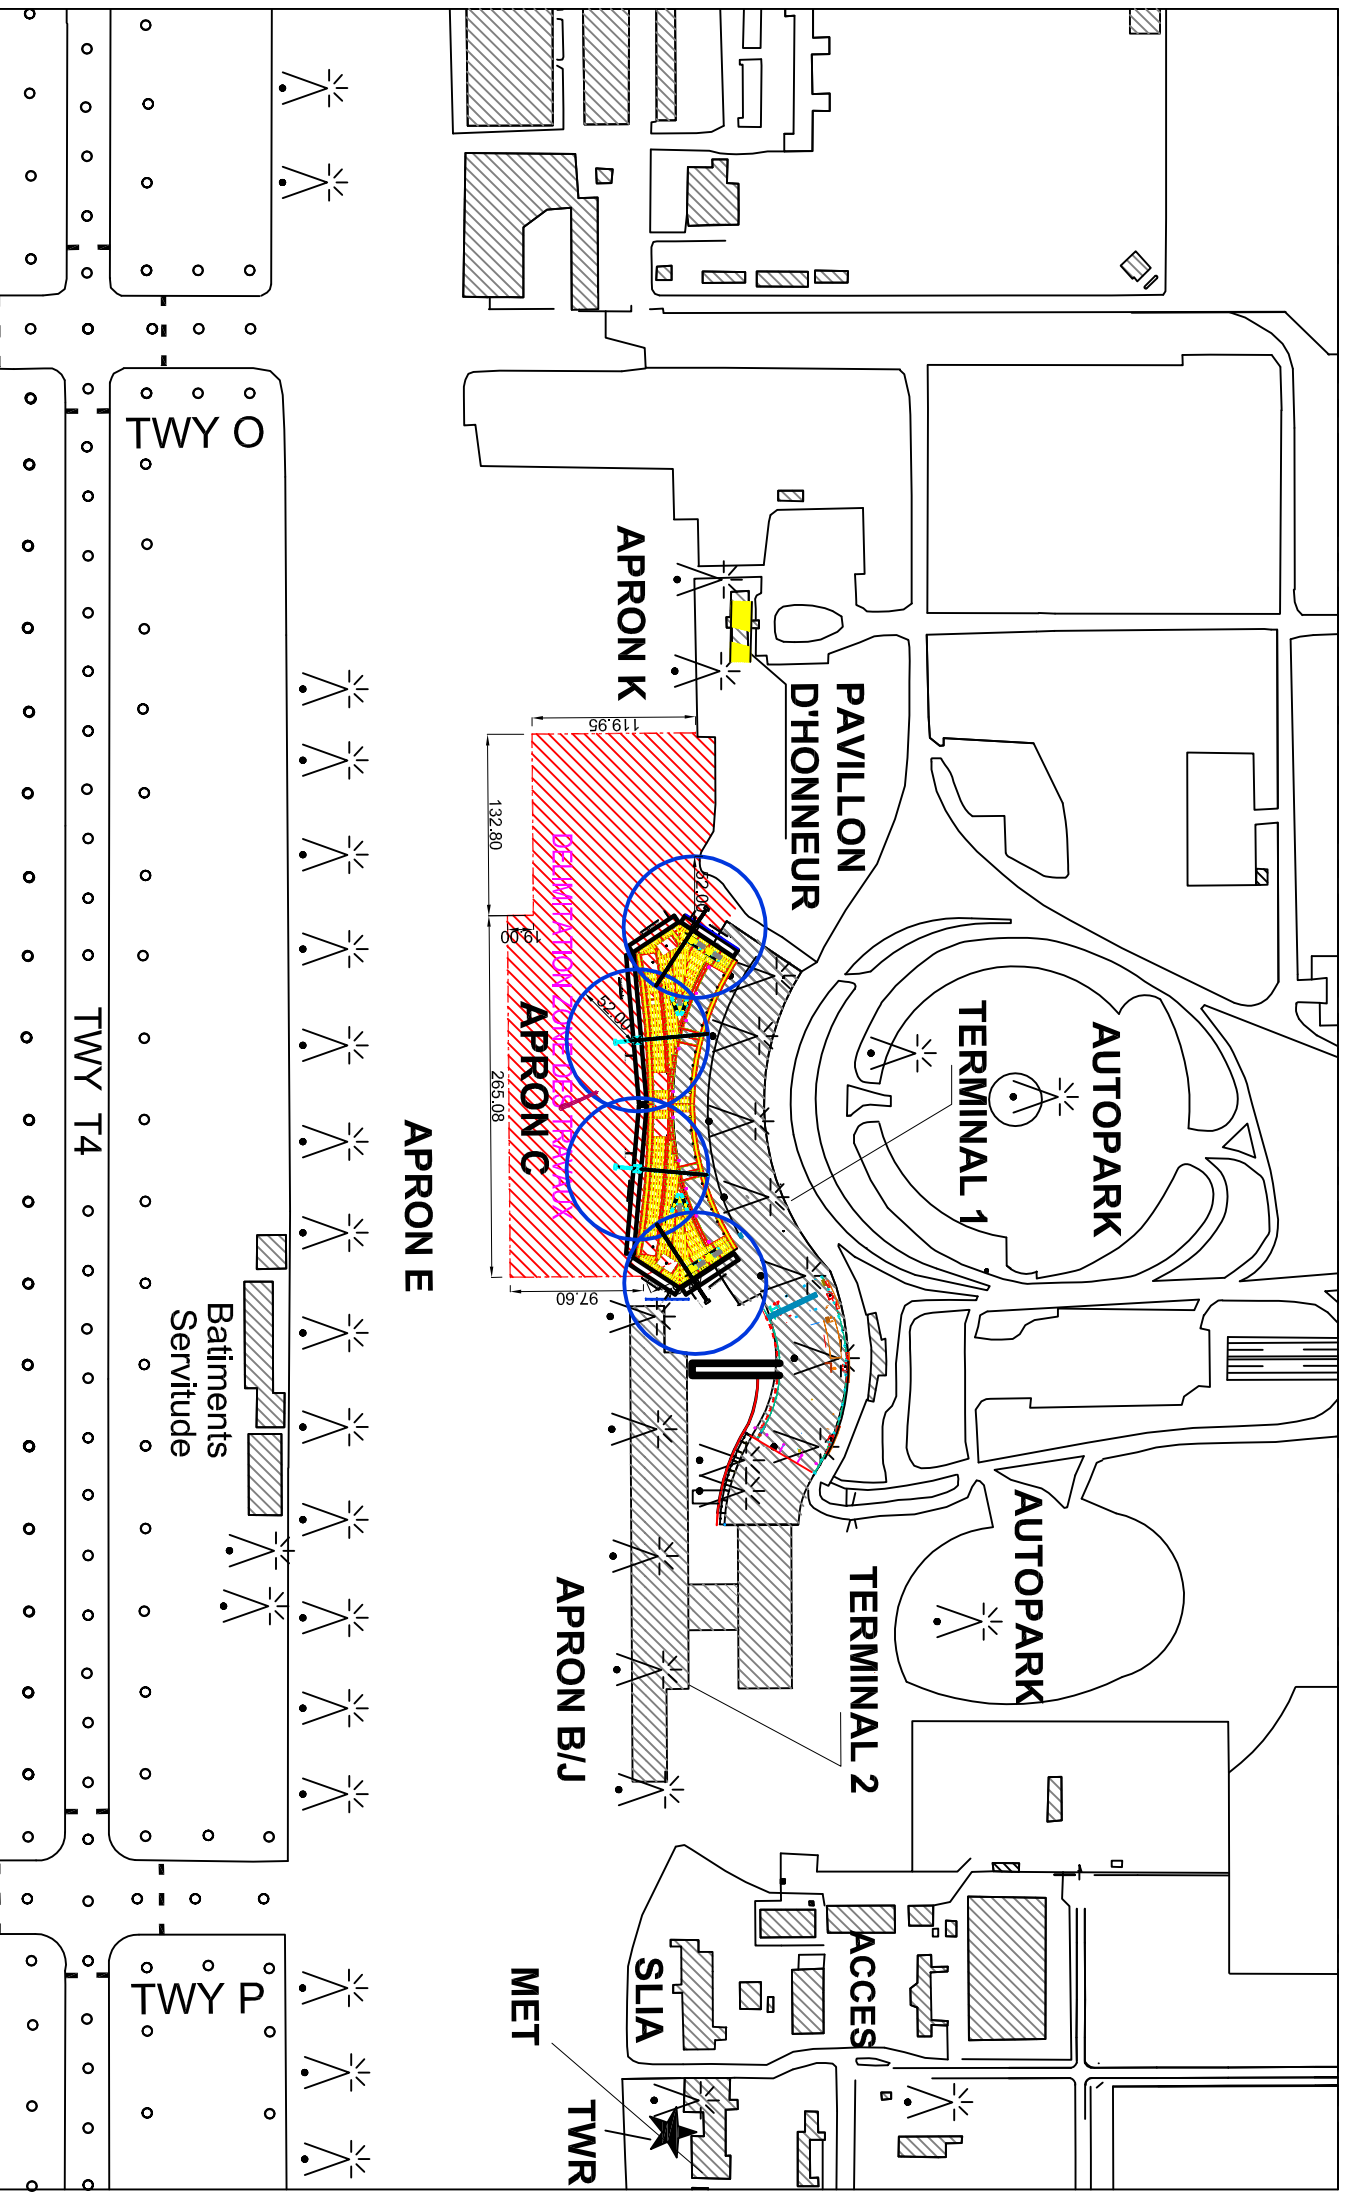 TWY O
APRON K
PAVILLON
D'HONNEUR
119.95
132.80
DELIMITATION ZONE DES TRAVAUX
52.00
19.00
52.00
APRON C
265.08
97.60
TERMINAL 1
AUTOPARK
TWY T4
APRON E
Batiments
Servitude
AUTOPARK
TERMINAL 2
APRON B/J
ACCES
SLIA
MET
TWY P
TWR